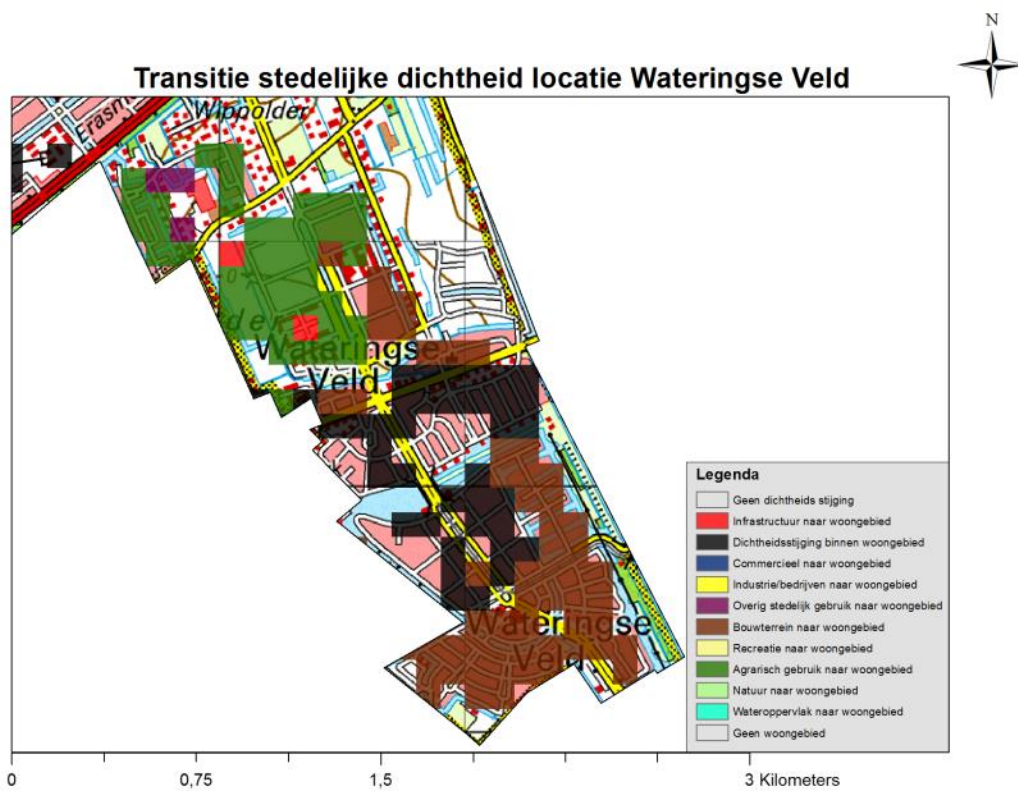 N
Transitie stedelijke dichtheid locatie Wateringse Veld
Erasm
Wippolder
der
Wateringse
Veld
Wateringse
Veld
Legenda
Geen dichtheids stijging
Infrastructuur naar woongebied
Dichtheidsstijging binnen woongebied
Commercieel naar woongebied
Industrie/bedrijven naar woongebied
Overig stedelijk gebruik naar woongebied
Bouwterrein naar woongebied
Recreatie naar woongebied
Agrarisch gebruik naar woongebied
Natuur naar woongebied
Wateroppervlak naar woongebied
Geen woongebied
0 0,75 1,5 3 Kilometers